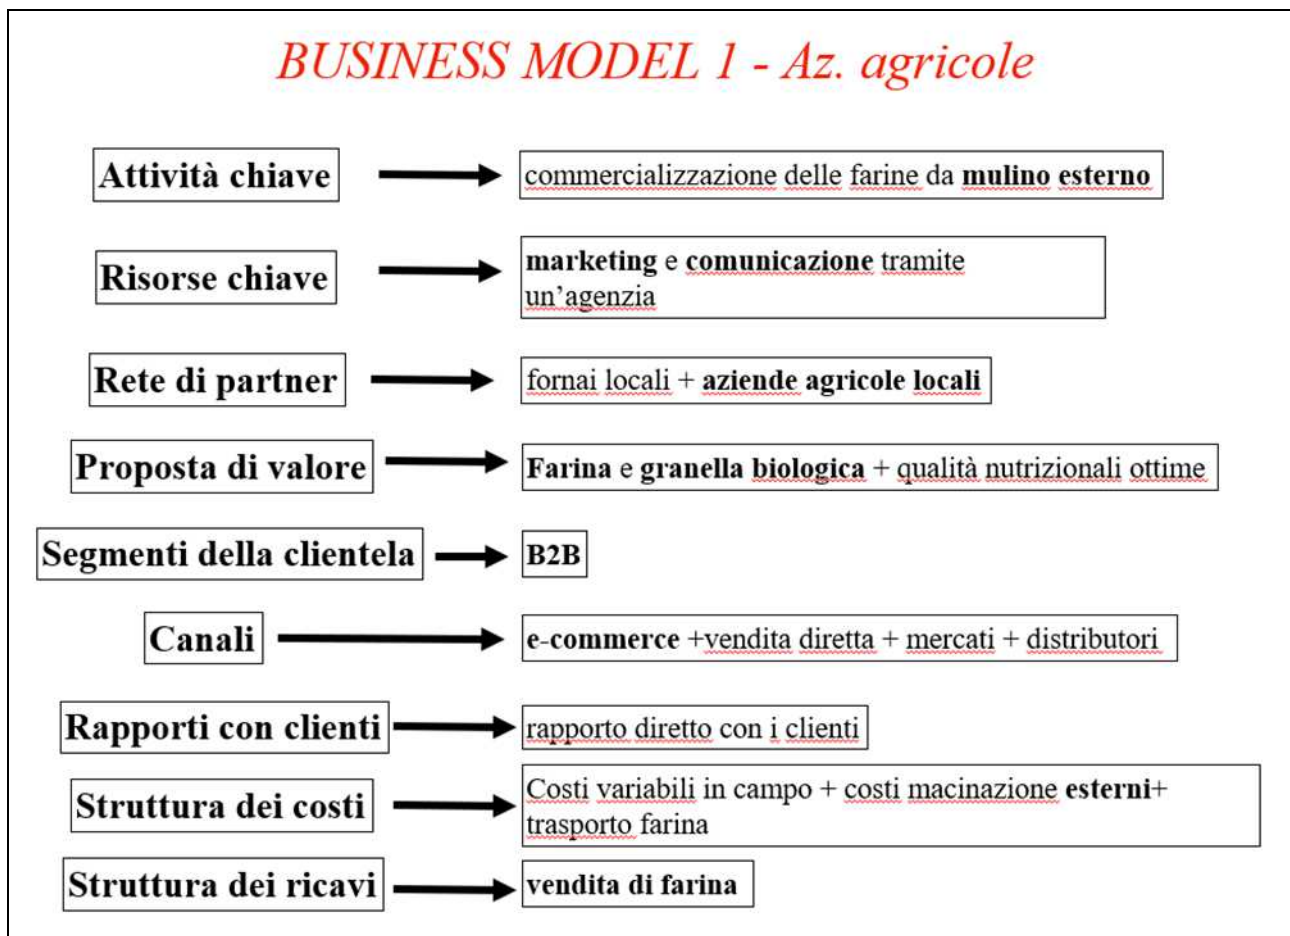 BUSINESS MODEL 1 - Az. agricole
Attività chiave
commercializzazione delle farine da mulino esterno
Risorse chiave
marketing e comunicazione tramite
un'agenzia
Rete di partner
fornai locali + aziende agricole locali
Proposta di valore
Farina e granella biologica + qualità nutrizionali ottime
Segmenti della clientela
B2B
Canali
e-commerce +vendita diretta + mercati + distributori
Rapporti con clienti
rapporto diretto con i clienti
Struttura dei costi
Costi variabili in campo + costi macinazione esterni+
trasporto farina
Struttura dei ricavi
vendita di farina